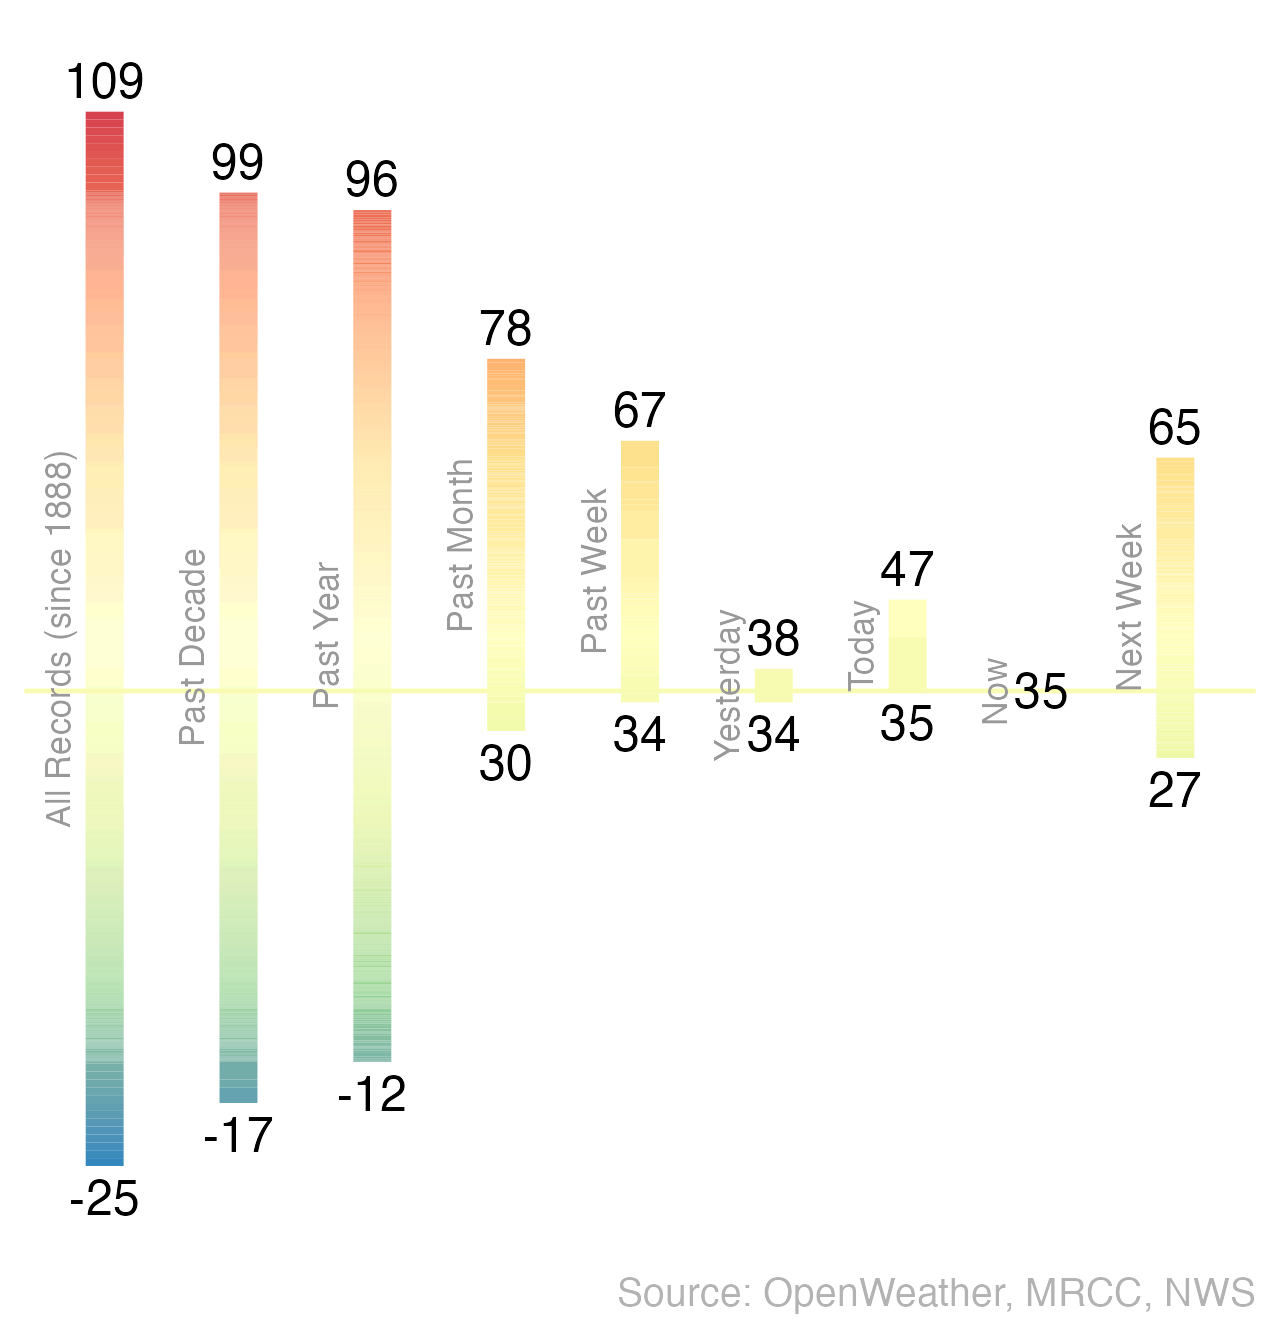 109
All Records (since 1888)
-25
99
Past Decade
-17
96
Past Year
-12
78
Past Month
30
67
Past Week
34
38
Yesterday
34
47
Today
35
Now
35
65
Next Week
27
Source: OpenWeather, MRCC, NWS